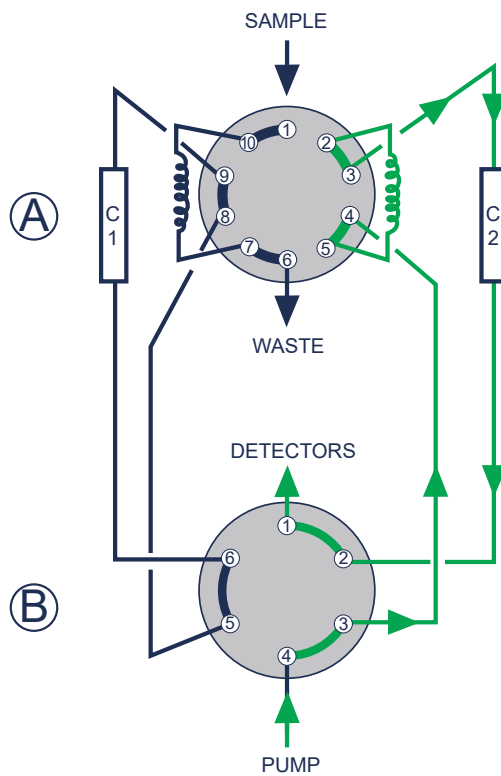 SAMPLE
10 1 2
9 3
8 4
7 6 5
A
C
1
C
2
WASTE
DETECTORS
1
6 2
5 3
4
B
PUMP